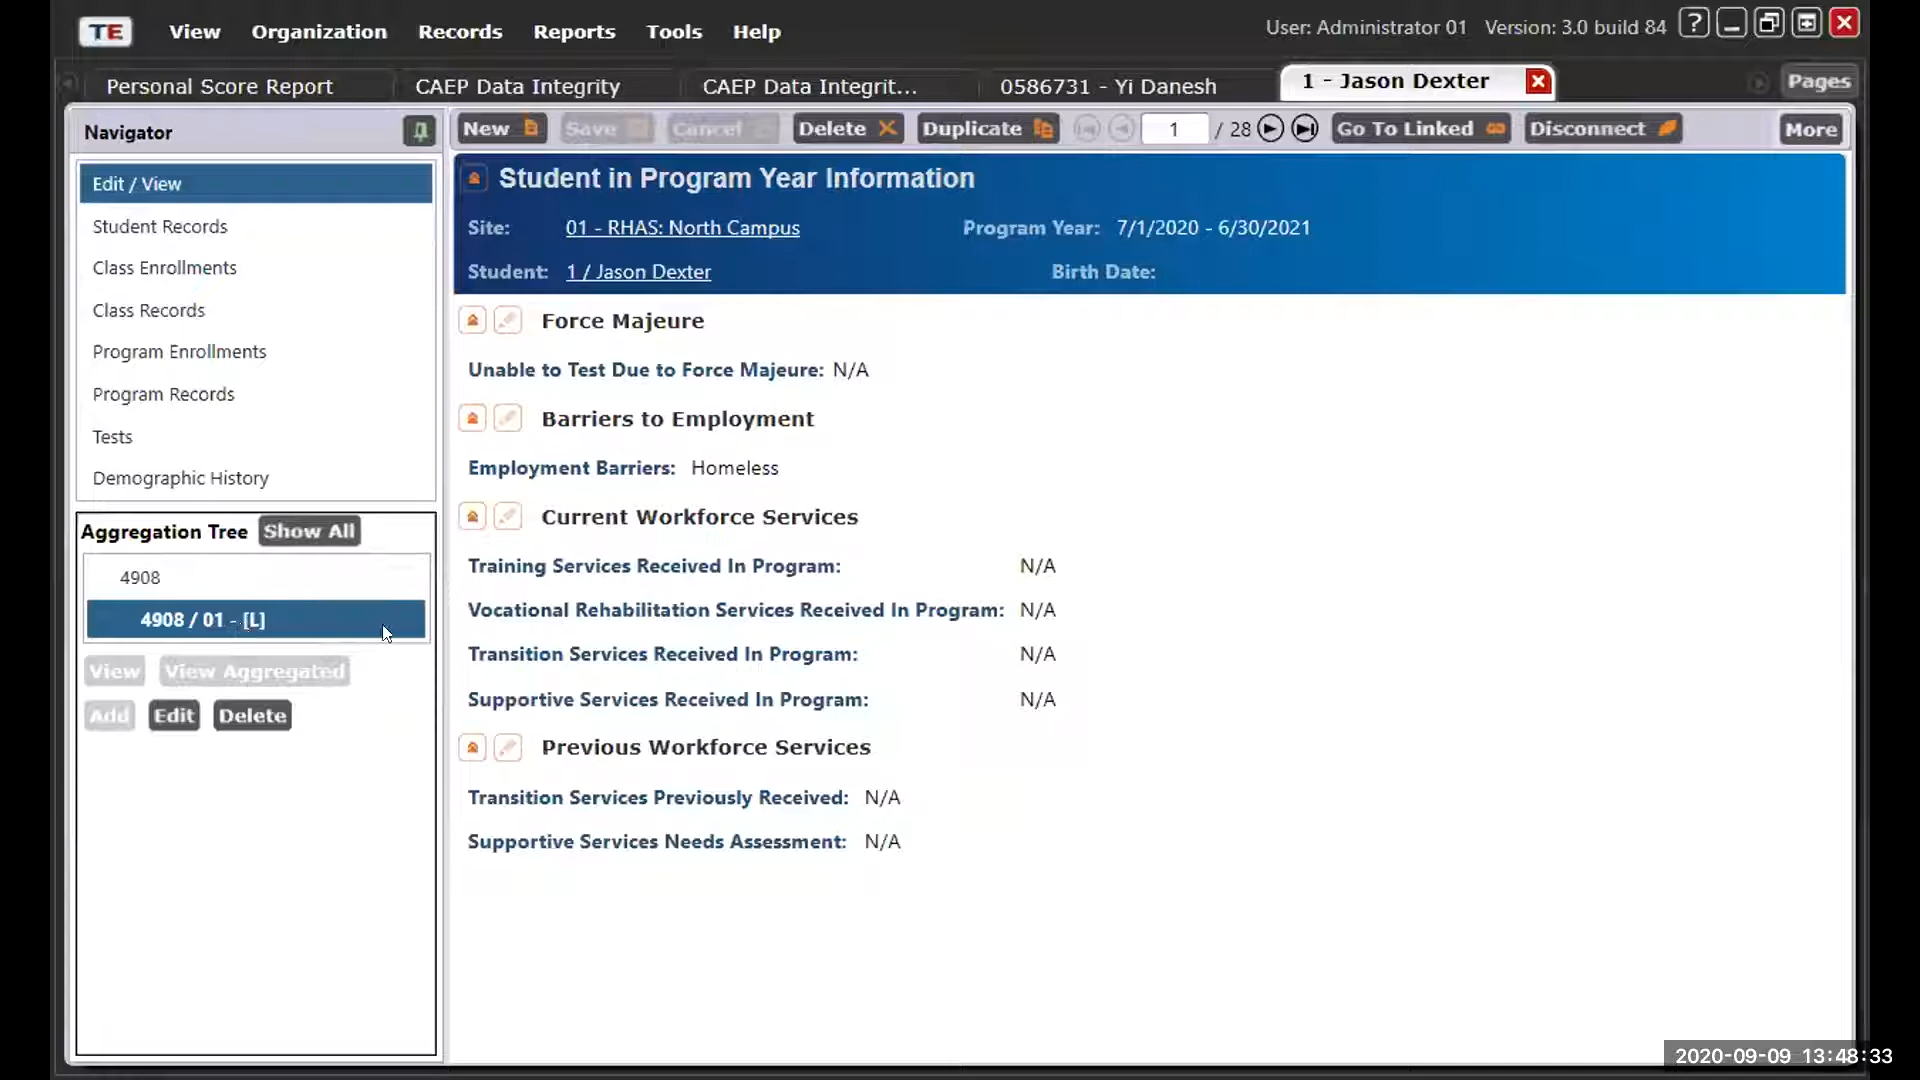 TE View Organization Records Reports Tools Help User: Administrator 01 Version: 3.0 build 84 ?
Personal Score Report CAEP Data Integrity CAEP Data Integrit... 0586731 - Yi Danesh 1 - Jason Dexter Pages
Navigator
New Save Cancel Delete Duplicate 1 / 28 Go To Linked Disconnect More
Edit / View
Student Records
Class Enrollments
Class Records
Program Enrollments
Program Records
Tests
Demographic History
Aggregation Tree Show All
4908
4908 / 01 - [L]
View View Aggregated
Add Edit Delete
Student in Program Year Information
Site: 01 - RHAS: North Campus Program Year: 7/1/2020 - 6/30/2021
Student: 1 / Jason Dexter Birth Date:
Force Majeure
Unable to Test Due to Force Majeure: N/A
Barriers to Employment
Employment Barriers: Homeless
Current Workforce Services
Training Services Received In Program: N/A
Vocational Rehabilitation Services Received In Program: N/A
Transition Services Received In Program: N/A
Supportive Services Received In Program: N/A
Previous Workforce Services
Transition Services Previously Received: N/A
Supportive Services Needs Assessment: N/A
2020-09-09 13:48:33